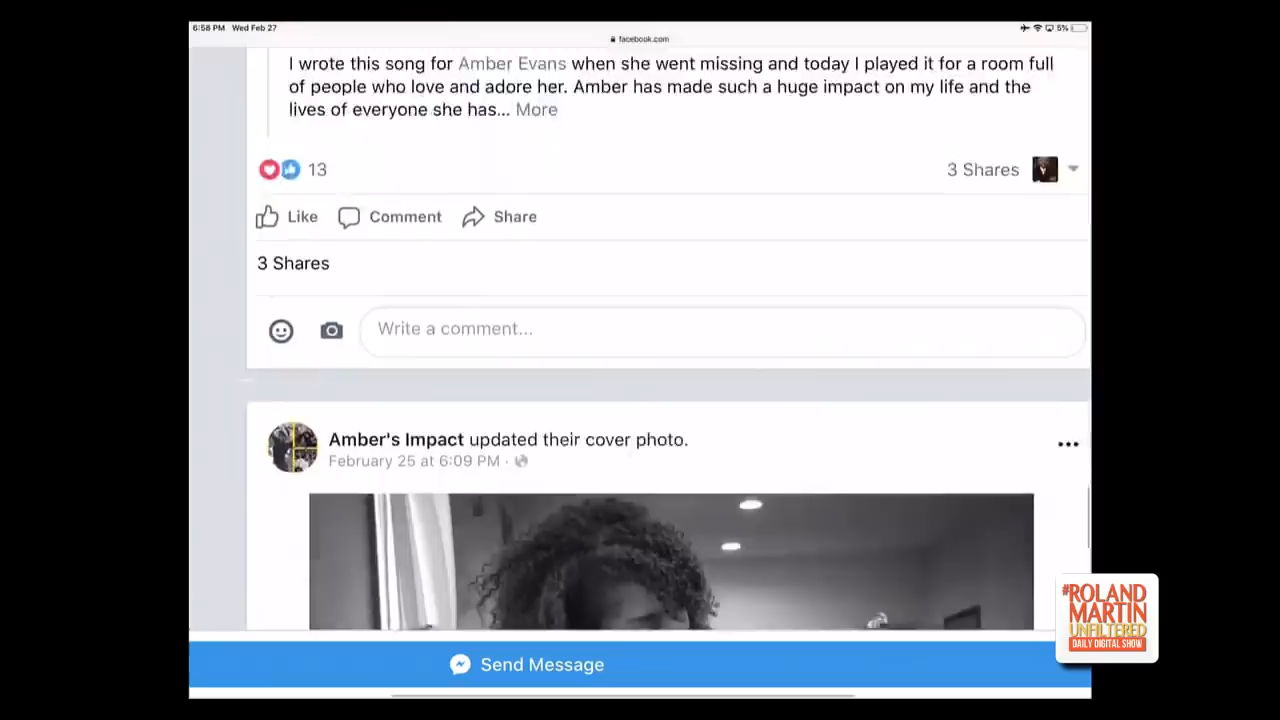 6:58 PM Wed Feb 27
5%
facebook.com
I wrote this song for Amber Evans when she went missing and today I played it for a room full
of people who love and adore her. Amber has made such a huge impact on my life and the
lives of everyone she has... More
13
3 Shares
Like Comment Share
3 Shares
Write a comment...
Amber's Impact updated their cover photo.
February 25 at 6:09 PM ·
Send Message
#ROLAND
MARTIN
UNFILTERED
DAILY DIGITAL SHOW